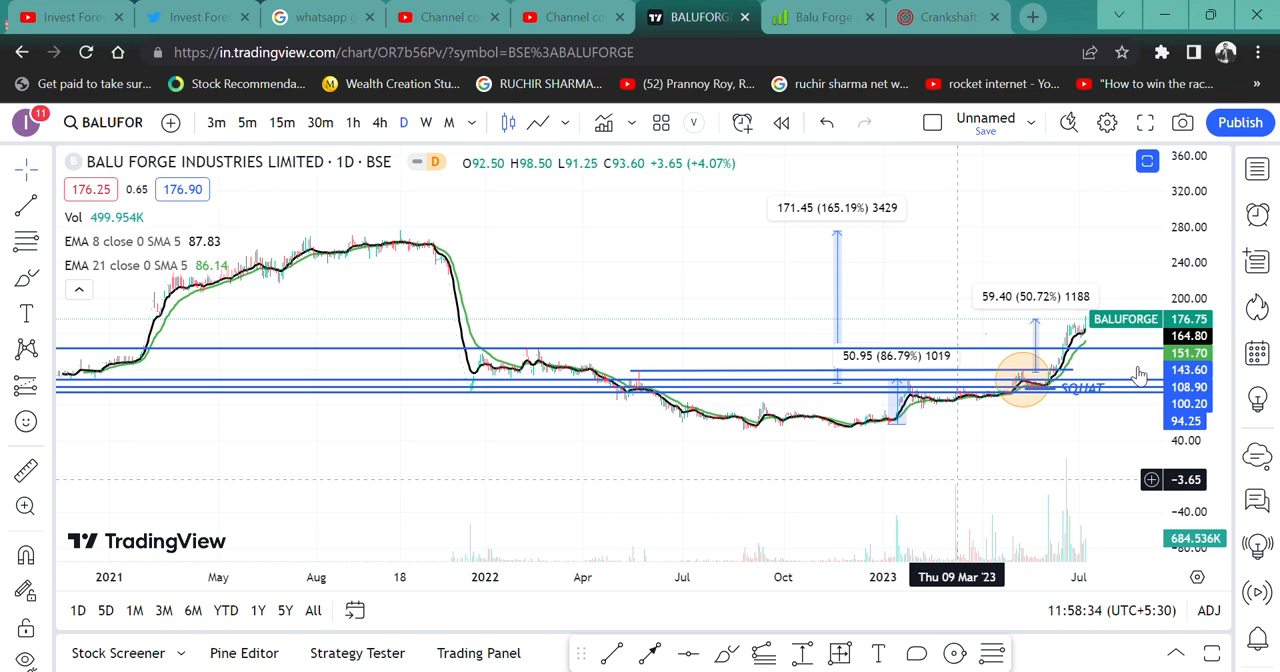 Invest Fore
Invest Fore
whatsapp g
Channel co
Channel co
BALUFORG
Balu Forge
Crankshaft
https://in.tradingview.com/chart/OR7b56Pv/?symbol=BSE%3ABALUFORGE
Get paid to take sur...
Stock Recommenda...
Wealth Creation Stu...
RUCHIR SHARMA...
(52) Prannoy Roy, R...
ruchir sharma net w...
rocket internet - Yo...
"How to win the rac...
»
I 11
BALUFOR
3m 5m 15m 30m 1h 4h D W M
V
Unnamed
Save
Publish
B BALU FORGE INDUSTRIES LIMITED · 1D · BSE
D
O92.50 H98.50 L91.25 C93.60 +3.65 (+4.07%)
176.25 0.65 176.90
Vol 499.954K
EMA 8 close 0 SMA 5 87.83
EMA 21 close 0 SMA 5 86.14
171.45 (165.19%) 3429
59.40 (50.72%) 1188
50.95 (86.79%) 1019
SQUAT
360.00
320.00
280.00
240.00
200.00
BALUFORGE 176.75
164.80
151.70
143.60
108.90
100.20
94.25
40.00
−3.65
−40.00
684.536K
TradingView
2021 May Aug 18 2022 Apr Jul Oct 2023 Thu 09 Mar '23 Jul
1D 5D 1M 3M 6M YTD 1Y 5Y All
11:58:34 (UTC+5:30) ADJ
Stock Screener Pine Editor Strategy Tester Trading Panel
T